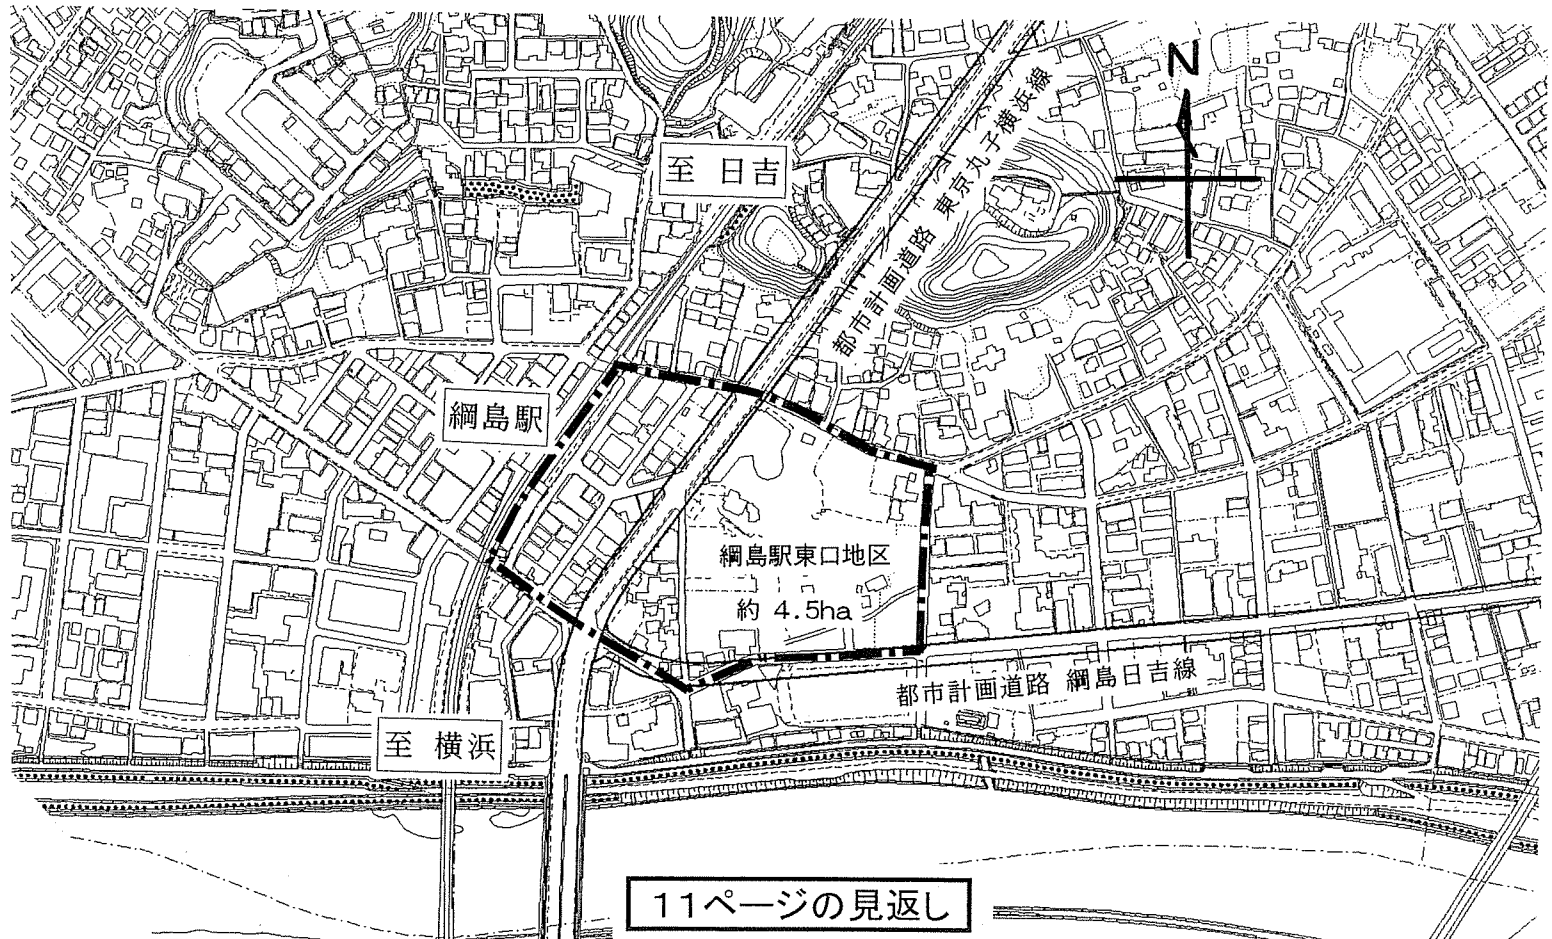 N
至 日吉
都市計画道路 東京丸子横浜線
綱島駅
綱島駅東口地区
約 4.5ha
都市計画道路 綱島日吉線
至 横浜
11ページの見返し